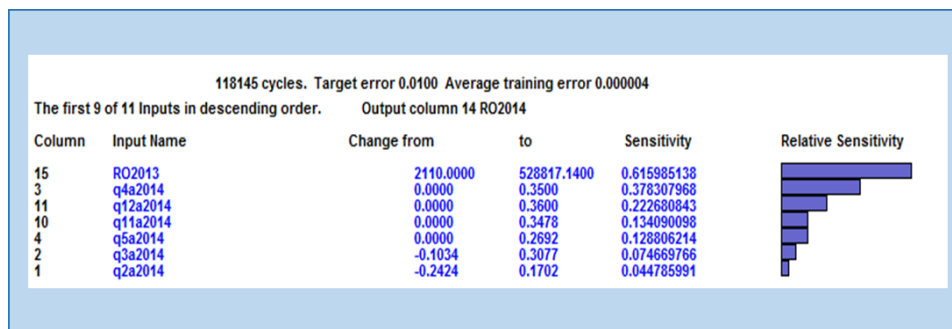 118145 cycles. Target error 0.0100 Average training error 0.000004
The first 9 of 11 Inputs in descending order. Output column 14 RO2014
Column Input Name Change from to Sensitivity Relative Sensitivity
15 RO2013 2110.0000 528817.1400 0.615985138
3 q4a2014 0.0000 0.3500 0.378307968
11 q12a2014 0.0000 0.3600 0.222680843
10 q11a2014 0.0000 0.3478 0.134090098
4 q5a2014 0.0000 0.2692 0.128806214
2 q3a2014 -0.1034 0.3077 0.074669766
1 q2a2014 -0.2424 0.1702 0.044785991